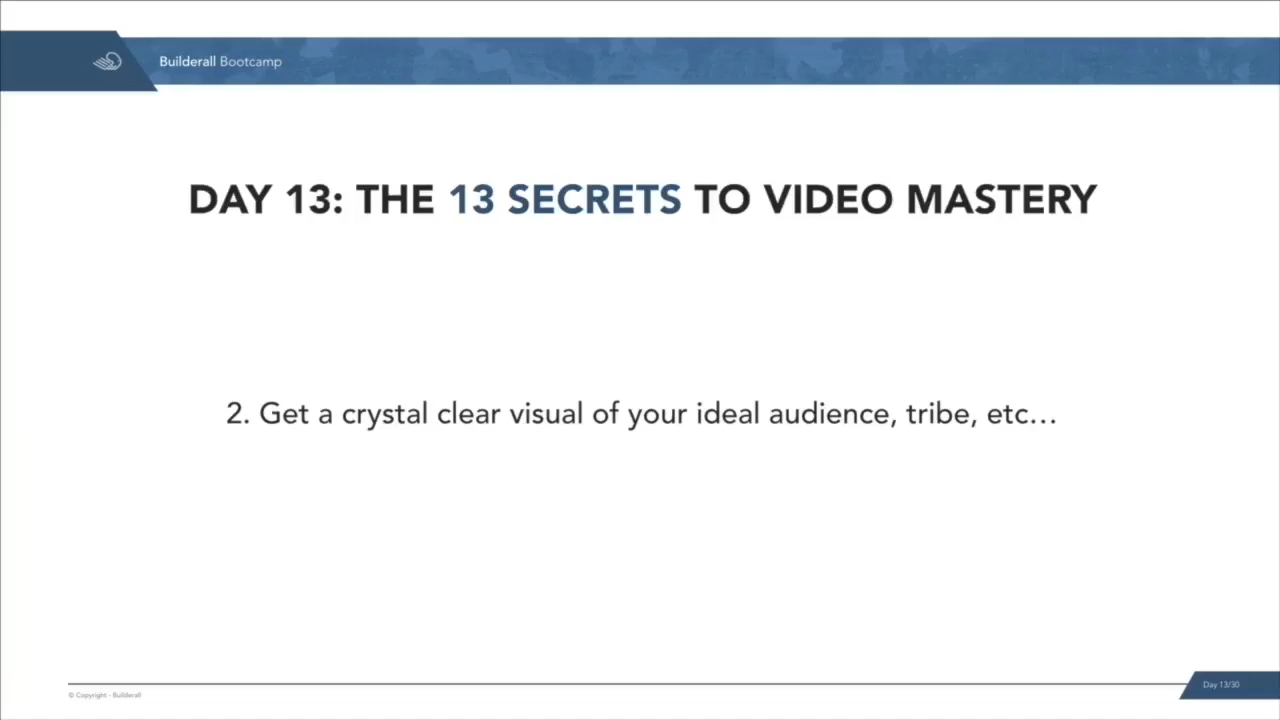 Builderall Bootcamp
DAY 13: THE 13 SECRETS TO VIDEO MASTERY
2. Get a crystal clear visual of your ideal audience, tribe, etc...
© Copyright - Builderall
Day 13/30